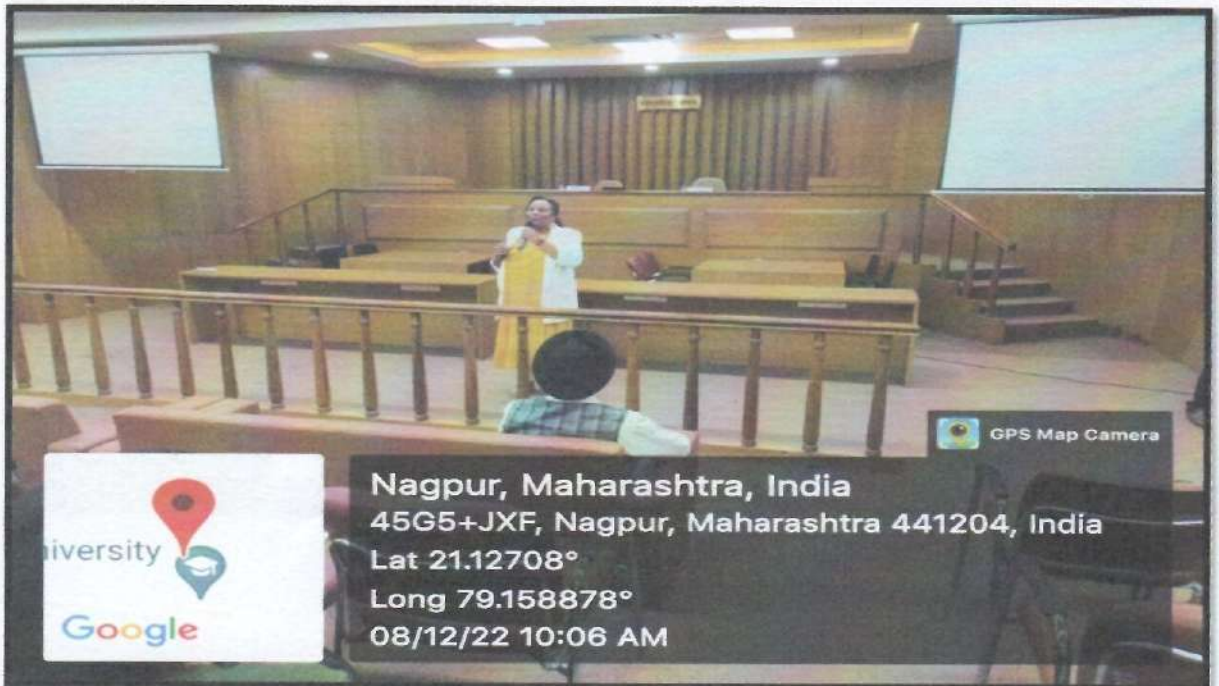 GPS Map Camera
Nagpur, Maharashtra, India
45G5+JXF, Nagpur, Maharashtra 441204, India
Lat 21.12708°
Long 79.158878°
08/12/22 10:06 AM
iversity
Google